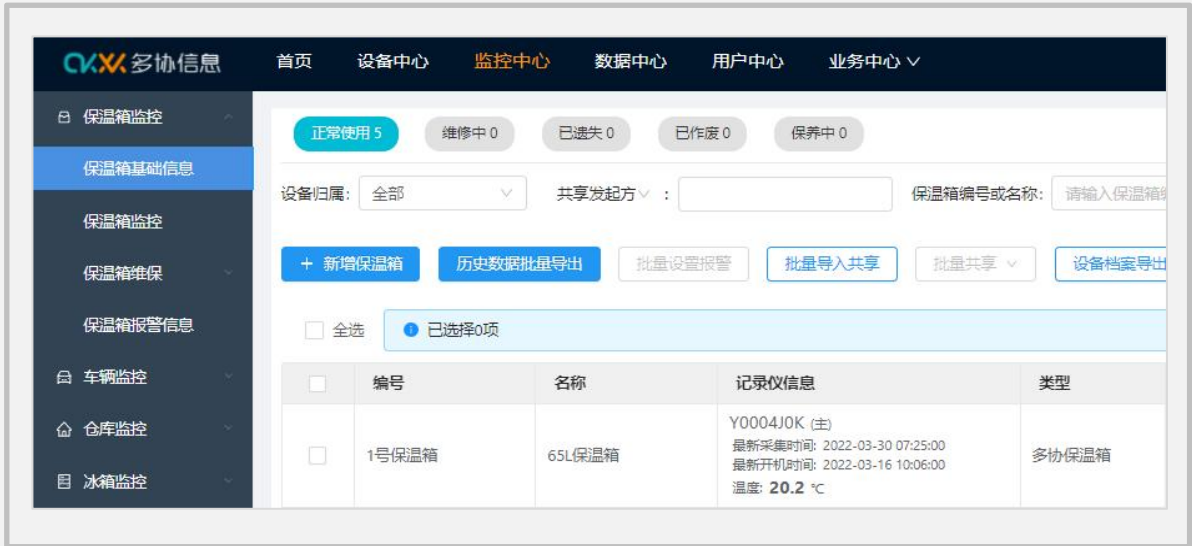 多协信息
首页 设备中心 监控中心 数据中心 用户中心 业务中心
保温箱监控
保温箱基础信息
保温箱监控
保温箱维保
保温箱报警信息
车辆监控
仓库监控
冰箱监控
正常使用 5 维修中 0 已遗失 0 已作废 0 保养中 0
设备归属: 全部 共享发起方 : 保温箱编号或名称: 请输入保温箱
+ 新增保温箱 历史数据批量导出 批量设置报警 批量导入共享 批量共享 设备档案导出
全选 已选择0项
编号 名称 记录仪信息 类型
1号保温箱 65L保温箱 Y0004J0K (主) 多协保温箱
最新采集时间: 2022-03-30 07:25:00
最新开机时间: 2022-03-16 10:06:00
温度: 20.2 ℃